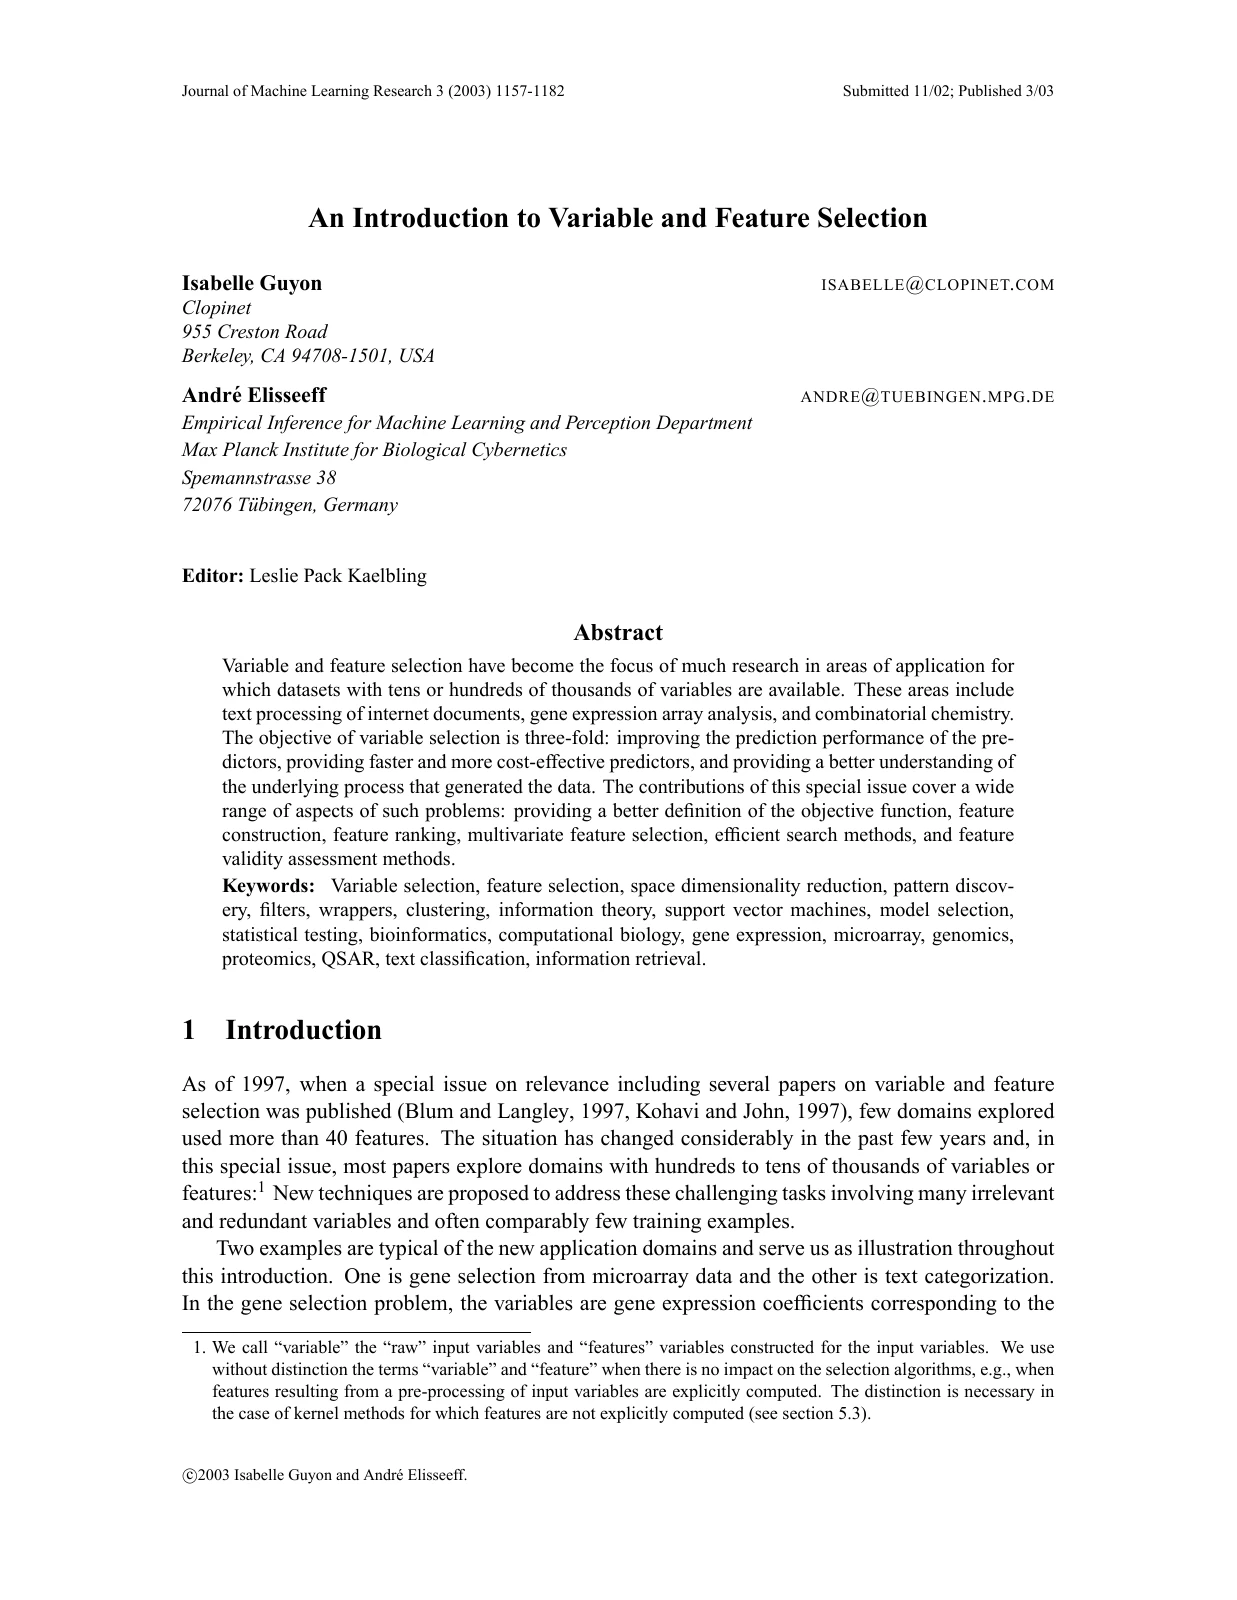 Journal of Machine Learning Research 3 (2003) 1157-1182 Submitted 11/02; Published 3/03
An Introduction to Variable and Feature Selection
Isabelle Guyon ISABELLE@CLOPINET.COM
Clopinet
955 Creston Road
Berkeley, CA 94708-1501, USA
André Elisseeff ANDRE@TUEBINGEN.MPG.DE
Empirical Inference for Machine Learning and Perception Department
Max Planck Institute for Biological Cybernetics
Spemannstrasse 38
72076 Tübingen, Germany
Editor: Leslie Pack Kaelbling
Abstract
Variable and feature selection have become the focus of much research in areas of application for
which datasets with tens or hundreds of thousands of variables are available. These areas include
text processing of internet documents, gene expression array analysis, and combinatorial chemistry.
The objective of variable selection is three-fold: improving the prediction performance of the pre-
dictors, providing faster and more cost-effective predictors, and providing a better understanding of
the underlying process that generated the data. The contributions of this special issue cover a wide
range of aspects of such problems: providing a better definition of the objective function, feature
construction, feature ranking, multivariate feature selection, efficient search methods, and feature
validity assessment methods.
Keywords: Variable selection, feature selection, space dimensionality reduction, pattern discov-
ery, filters, wrappers, clustering, information theory, support vector machines, model selection,
statistical testing, bioinformatics, computational biology, gene expression, microarray, genomics,
proteomics, QSAR, text classification, information retrieval.
1 Introduction
As of 1997, when a special issue on relevance including several papers on variable and feature
selection was published (Blum and Langley, 1997, Kohavi and John, 1997), few domains explored
used more than 40 features. The situation has changed considerably in the past few years and, in
this special issue, most papers explore domains with hundreds to tens of thousands of variables or
features:1 New techniques are proposed to address these challenging tasks involving many irrelevant
and redundant variables and often comparably few training examples.
Two examples are typical of the new application domains and serve us as illustration throughout
this introduction. One is gene selection from microarray data and the other is text categorization.
In the gene selection problem, the variables are gene expression coefficients corresponding to the
1. We call “variable” the “raw” input variables and “features” variables constructed for the input variables. We use
without distinction the terms “variable” and “feature” when there is no impact on the selection algorithms, e.g., when
features resulting from a pre-processing of input variables are explicitly computed. The distinction is necessary in
the case of kernel methods for which features are not explicitly computed (see section 5.3).
©2003 Isabelle Guyon and André Elisseeff.